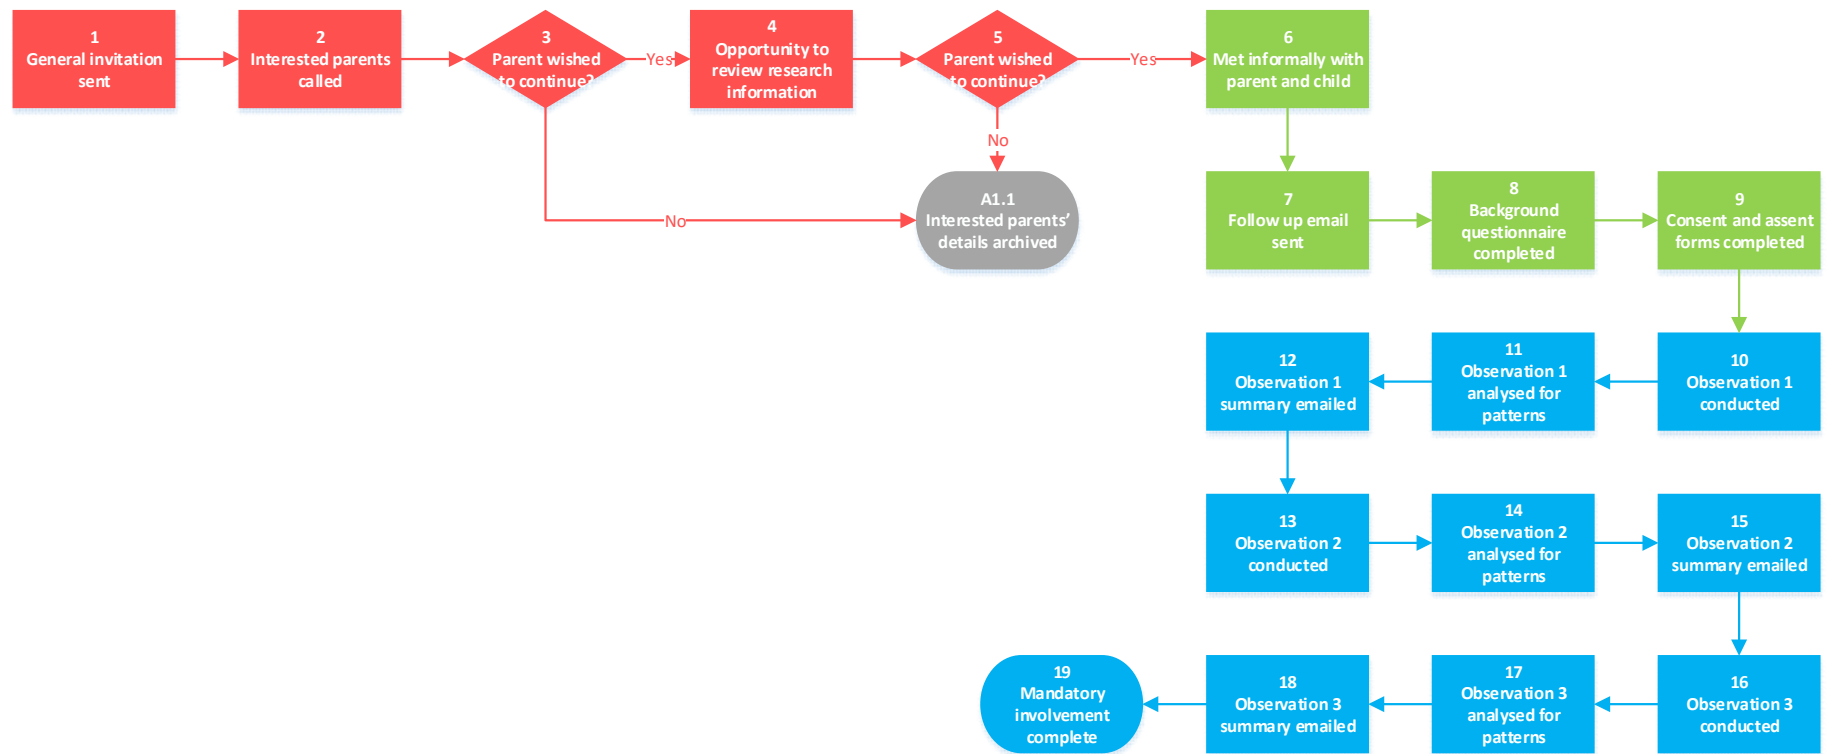 1
General invitation
sent
2
Interested parents
called
3
Parent wished
to continue?
Yes
4
Opportunity to
review research
information
5
Parent wished
to continue?
Yes
6
Met informally with
parent and child
No
No
A1.1
Interested parents’
details archived
7
Follow up email
sent
8
Background
questionnaire
completed
9
Consent and assent
forms completed
12
Observation 1
summary emailed
11
Observation 1
analysed for
patterns
10
Observation 1
conducted
13
Observation 2
conducted
14
Observation 2
analysed for
patterns
15
Observation 2
summary emailed
19
Mandatory
involvement
complete
18
Observation 3
summary emailed
17
Observation 3
analysed for
patterns
16
Observation 3
conducted